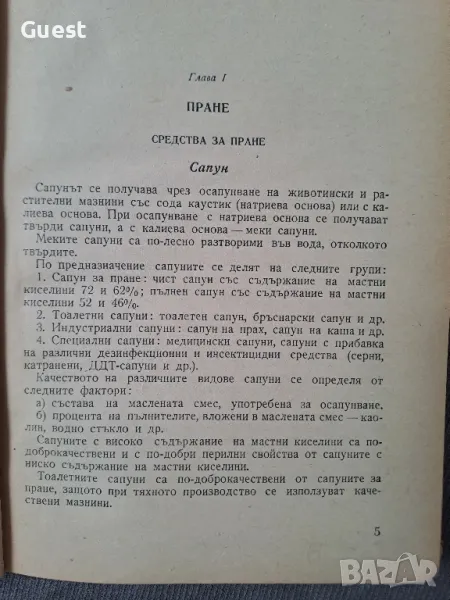 Guest
Глава I
ПРАНЕ
СРЕДСТВА ЗА ПРАНЕ
Сапун
Сапунът се получава чрез осапунване на животински и ра-
стителни мазнини със сода каустик (натриева основа) или с ка-
лиева основа. При осапунване с натриева основа се получават
твърди сапуни, а с калиева основа — меки сапуни.
Меките сапуни са по-лесно разтворими във вода, отколкото
твърдите.
По предназначение сапуните се делят на следните групи:
1. Сапун за пране: чист сапун със съдържание на мастни
киселини 72 и 62%; пълнен сапун със съдържание на мастни
киселини 52 и 46%.
2. Тоалетни сапуни: тоалетен сапун, бръснарски сапун и др.
3. Индустриални сапуни: сапун на прах, сапун на каша и др.
4. Специални сапуни: медицински сапуни, сапуни с прибавка
на различни дезинфекционни и инсектицидни средства (серни,
катранени, ДДТ-сапуни и др.).
Качеството на различните видове сапуни се определя от
следните фактори:
а) състава на маслената смес, употребена за осапунване.
б) процента на пълнителите, вложени в маслената смес — као-
лин, водно стъкло и др.
Сапуните с високо съдържание на мастни киселини са по-
доброкачествени и с по-добри перилни свойства от сапуните с
ниско съдържание на мастни киселини.
Тоалетните сапуни са по-доброкачествени от сапуните за
пране, защото при тяхното производство се използуват каче-
ствени мазнини.
5
BAZAR